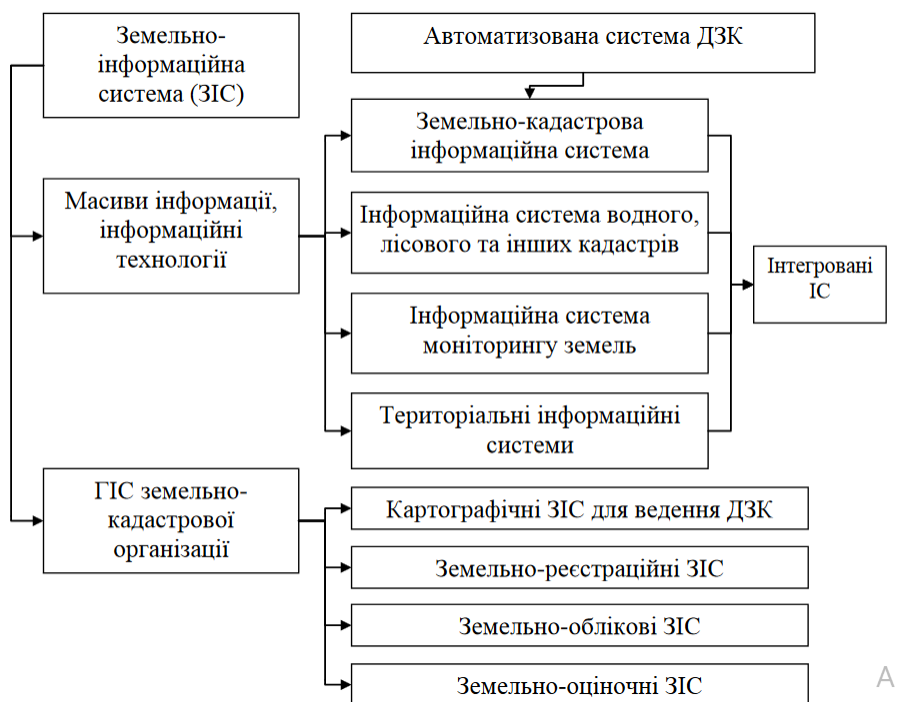 Земельно-
інформаційна
система (ЗІС)
Автоматизована система ДЗК
Земельно-кадастрова
інформаційна система
Масиви інформації,
інформаційні
технології
Інформаційна система водного,
лісового та інших кадастрів
Інтегровані
ІС
Інформаційна система
моніторингу земель
Територіальні інформаційні
системи
ГІС земельно-
кадастрової
організації
Картографічні ЗІС для ведення ДЗК
Земельно-реєстраційні ЗІС
Земельно-облікові ЗІС
Земельно-оціночні ЗІС
А